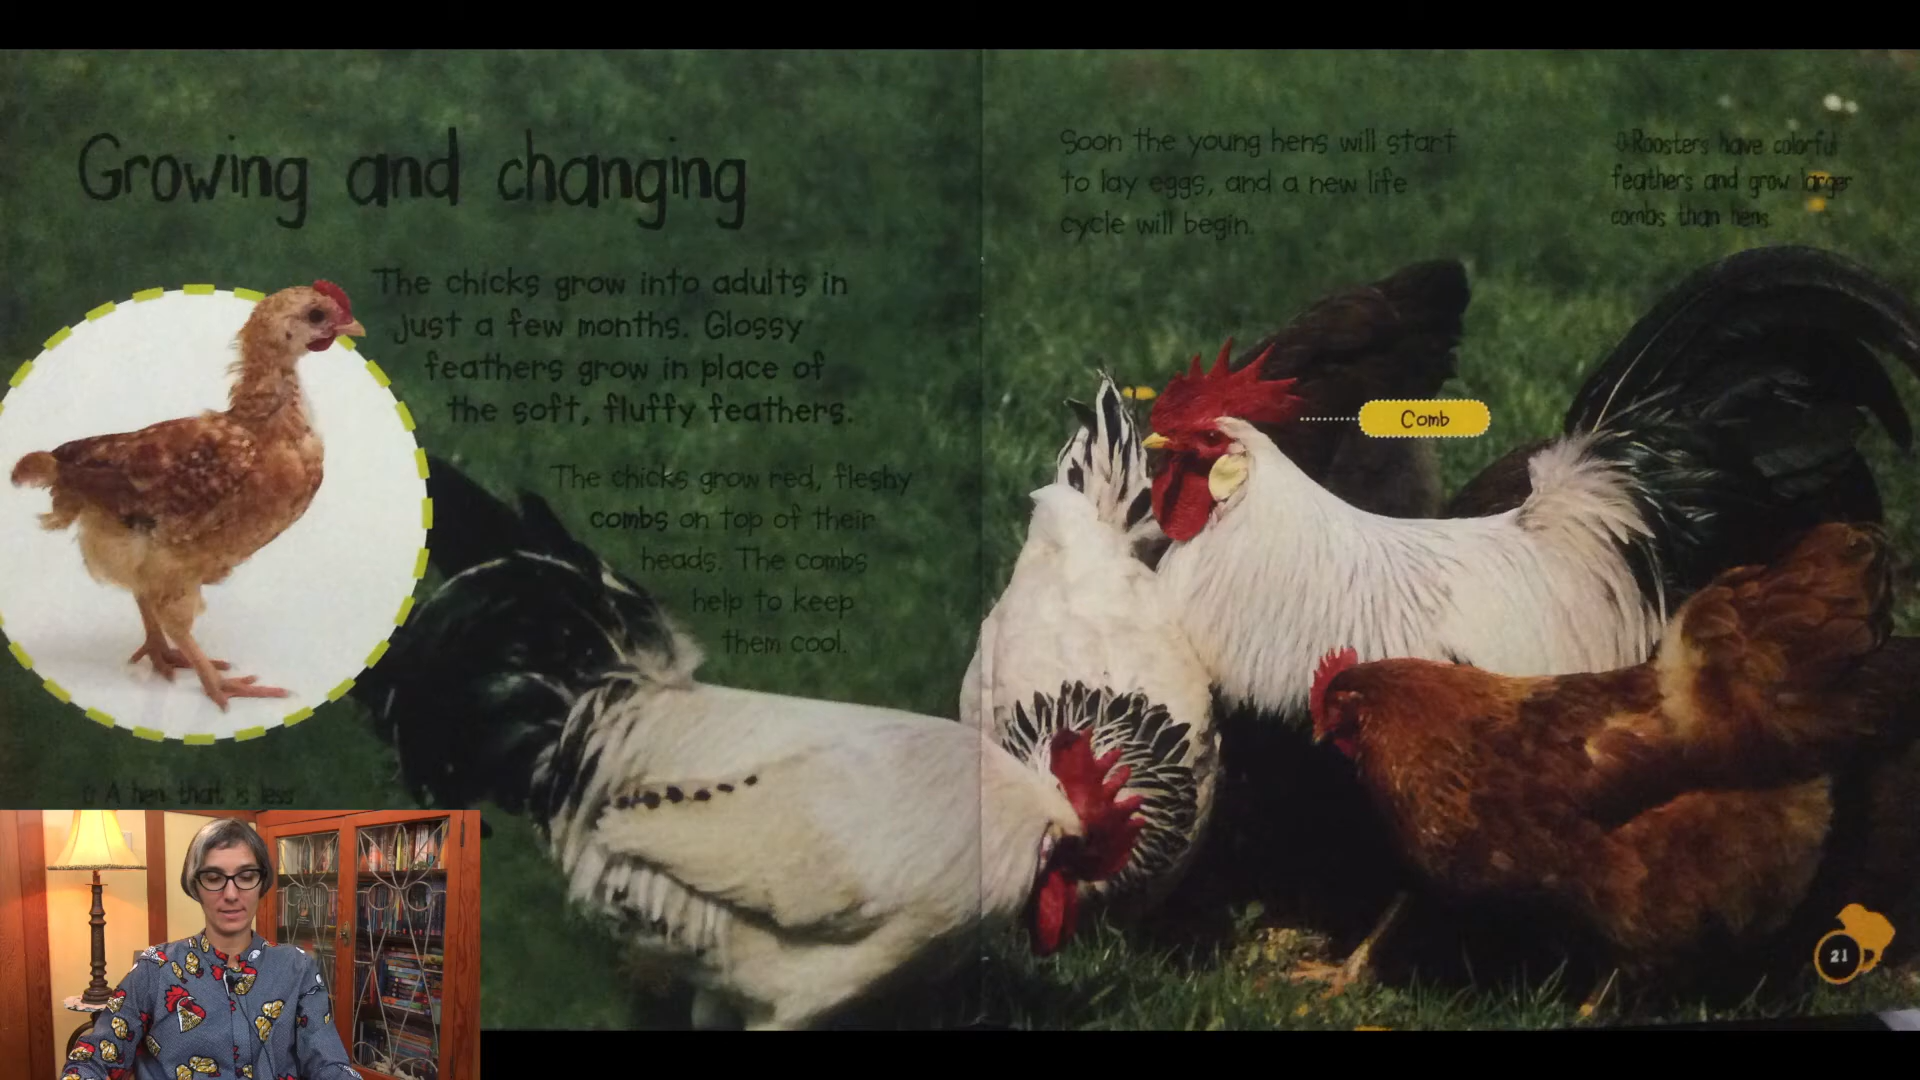 Growing and changing
The chicks grow into adults in
just a few months. Glossy
feathers grow in place of
the soft, fluffy feathers.
The chicks grow red, fleshy
combs on top of their
heads. The combs
help to keep
them cool.
A hen that is less
Soon the young hens will start
to lay eggs, and a new life
cycle will begin.
Roosters have colorful
feathers and grow larger
combs than hens.
Comb
21